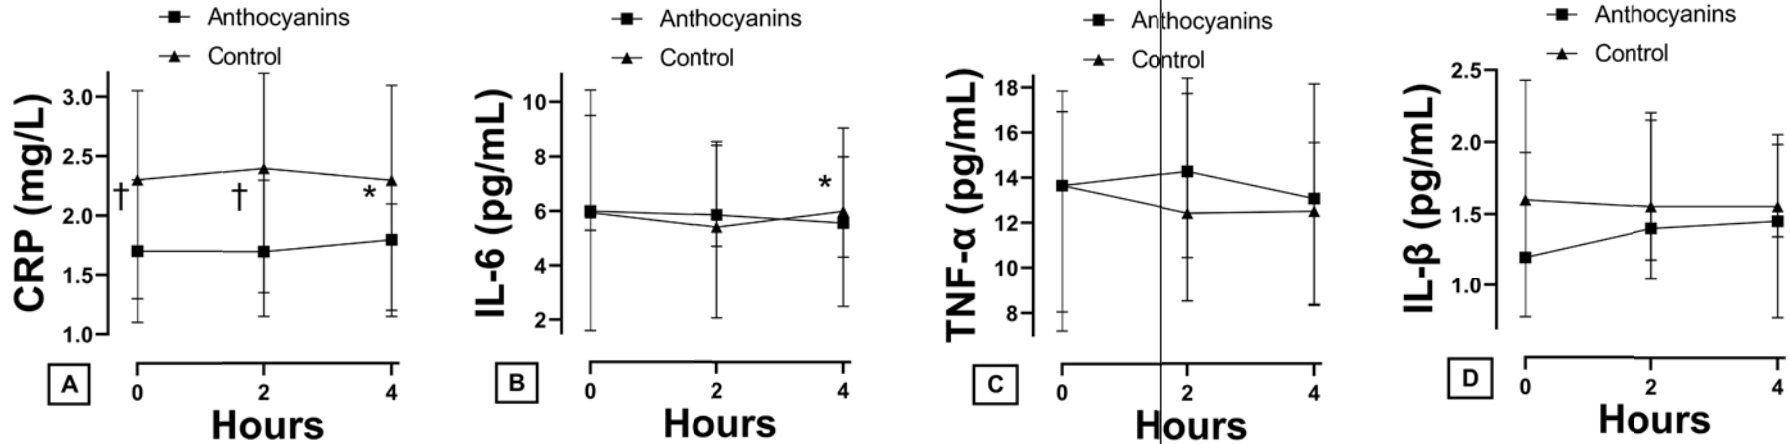 Anthocyanins
Control
CRP (mg/L)
3.0
2.5
2.0
1.5
1.0
†
†
*
0
2
4
Hours
A
Anthocyanins
Control
IL-6 (pg/mL)
10
8
6
4
2
*
0
2
4
Hours
B
Anthocyanins
Control
TNF-α (pg/mL)
18
16
14
12
10
8
0
2
4
Hours
C
Anthocyanins
Control
IL-β (pg/mL)
2.5
2.0
1.5
1.0
0
2
4
Hours
D